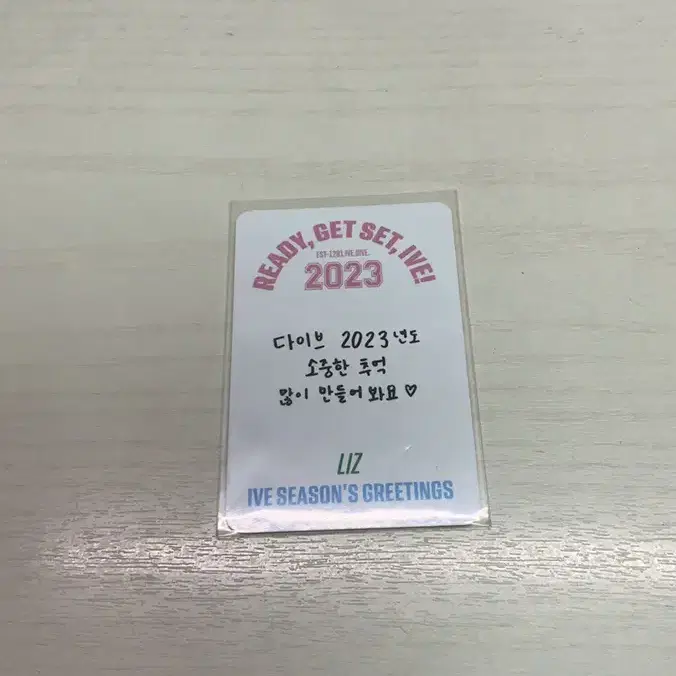 READY, GET SET, IVE!
EST-1201.IVE.ONE.
2023
다이브 2023년도
소중한 추억
많이 만들어 봐요♡
LIZ
IVE SEASON'S GREETINGS